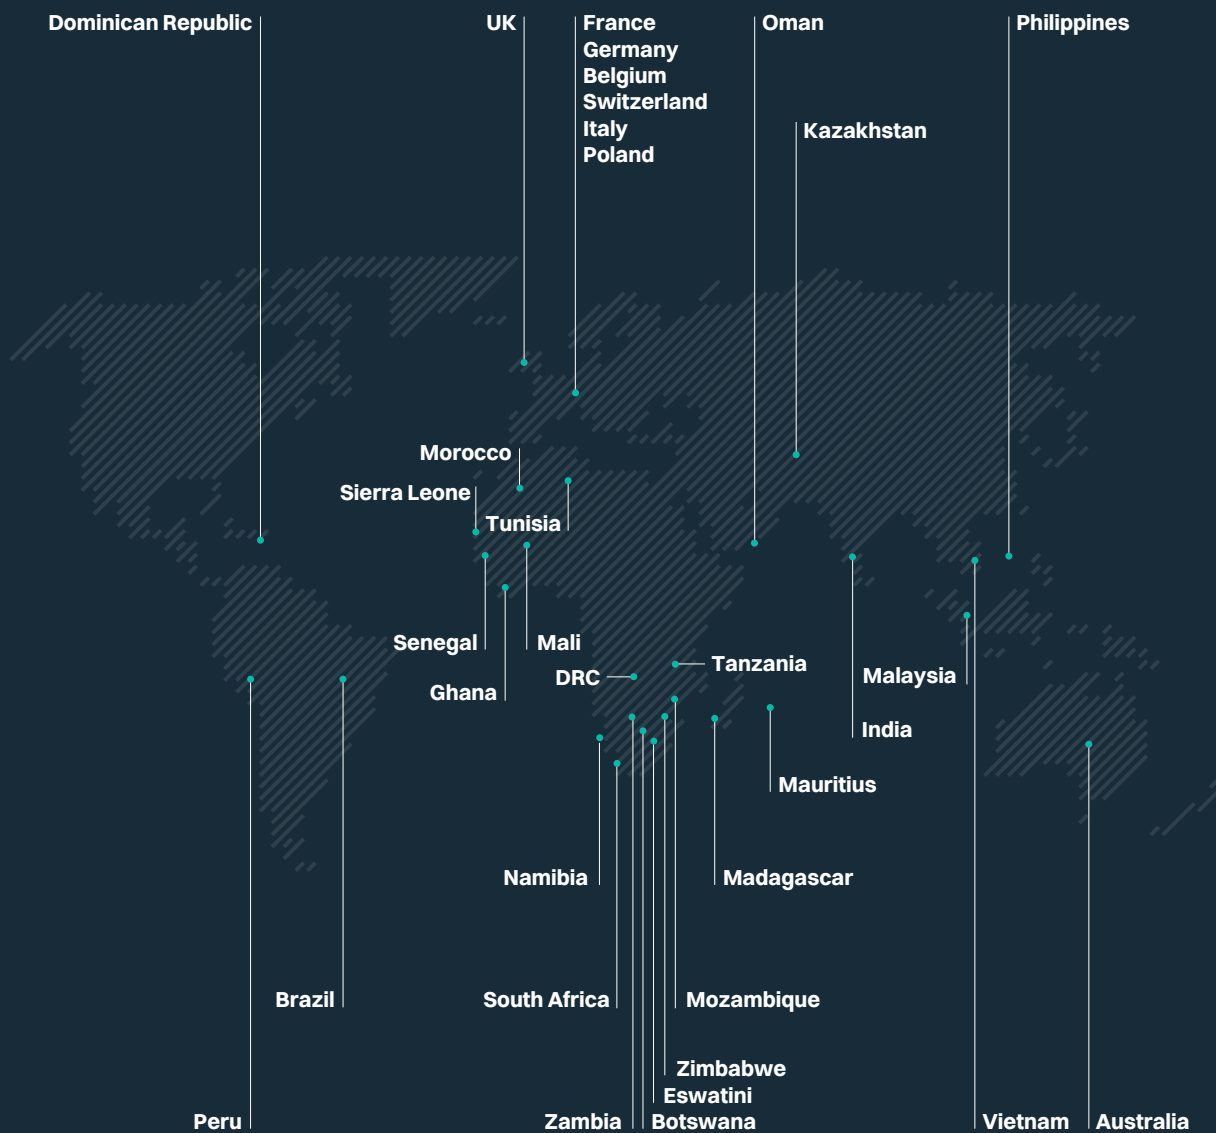 Dominican Republic
UK
France
Germany
Belgium
Switzerland
Italy
Poland
Oman
Philippines
Kazakhstan
Morocco
Sierra Leone
Tunisia
Senegal
Mali
Tanzania
DRC
Malaysia
Ghana
India
Mauritius
Namibia
Madagascar
Brazil
South Africa
Mozambique
Zimbabwe
Eswatini
Peru
Zambia
Botswana
Vietnam
Australia